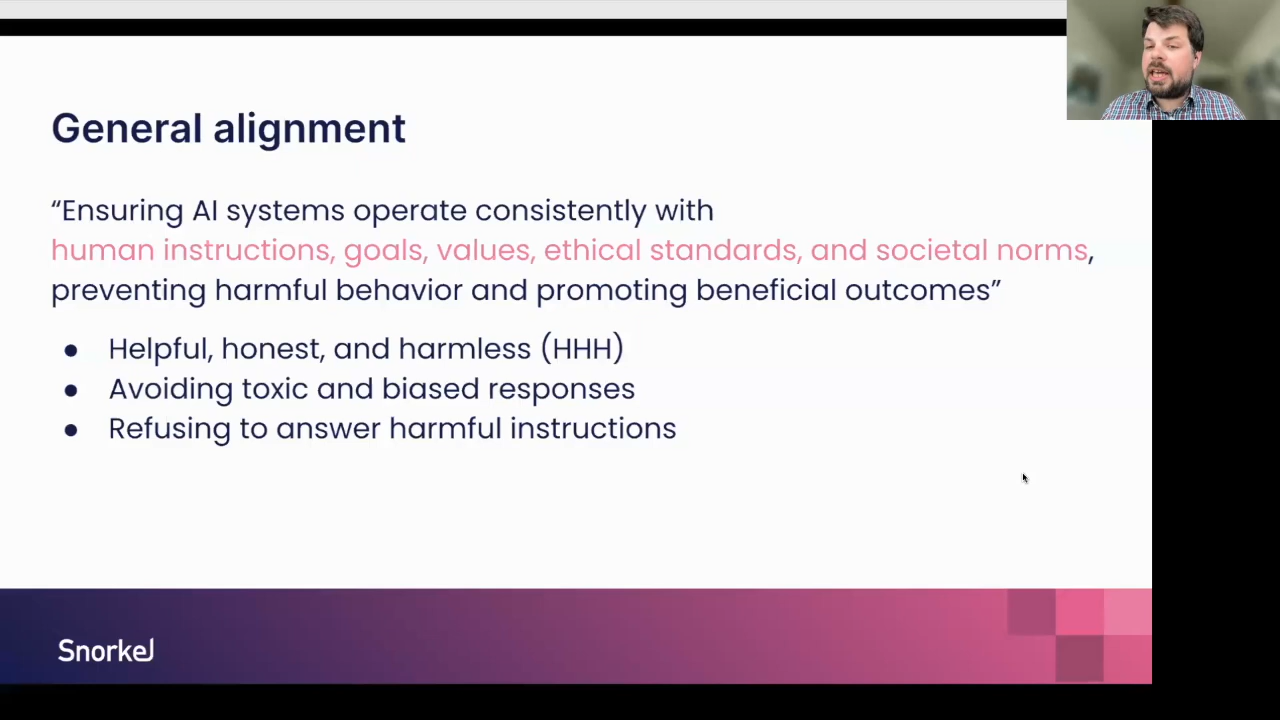 General alignment
“Ensuring AI systems operate consistently with
human instructions, goals, values, ethical standards, and societal norms,
preventing harmful behavior and promoting beneficial outcomes”
● Helpful, honest, and harmless (HHH)
● Avoiding toxic and biased responses
● Refusing to answer harmful instructions
Snorkel